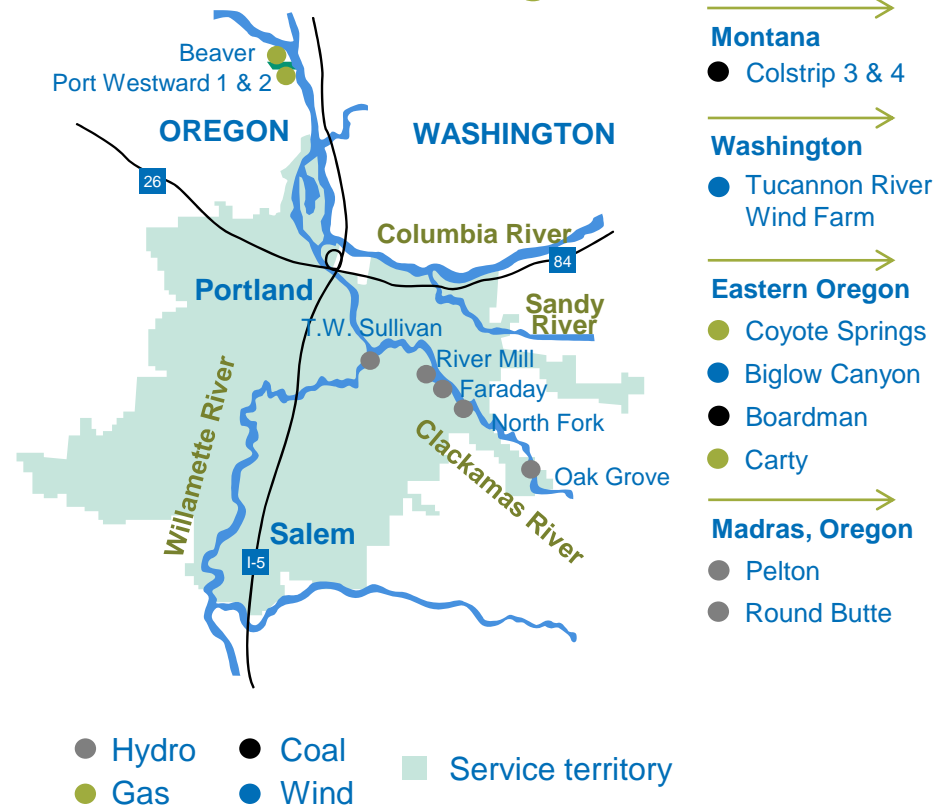 Beaver
Port Westward 1 & 2
OREGON
WASHINGTON
26
Columbia River
84
Portland
Sandy
River
T.W. Sullivan
River Mill
Faraday
North Fork
Willamette River
Clackamas River
Oak Grove
Salem
I-5
Montana
Colstrip 3 & 4
Washington
Tucannon River
Wind Farm
Eastern Oregon
Coyote Springs
Biglow Canyon
Boardman
Carty
Madras, Oregon
Pelton
Round Butte
Hydro
Coal
Gas
Wind
Service territory